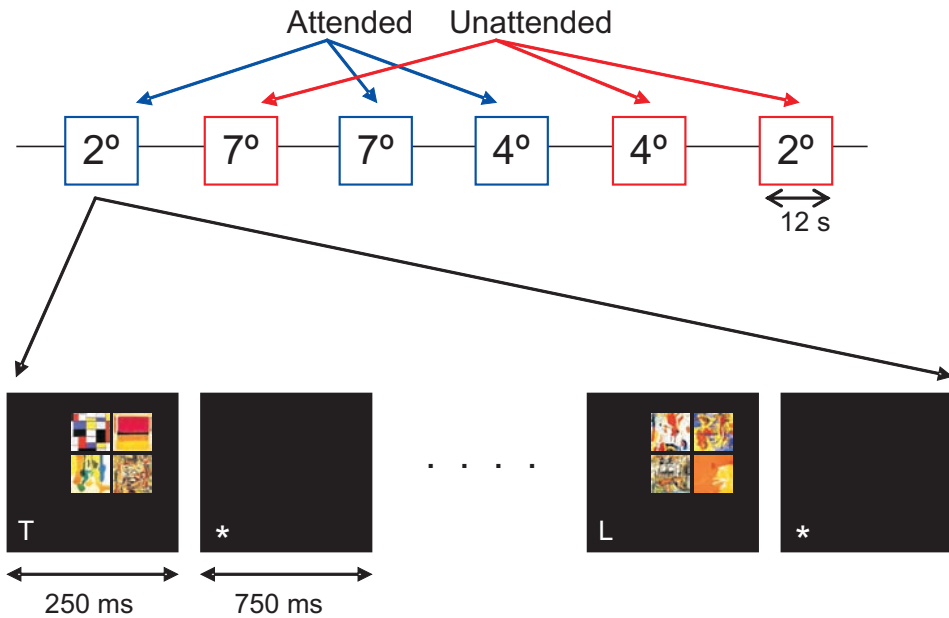 Attended Unattended
2º 7º 7º 4º 4º 2º
12 s
. . . .
T * L *
250 ms 750 ms